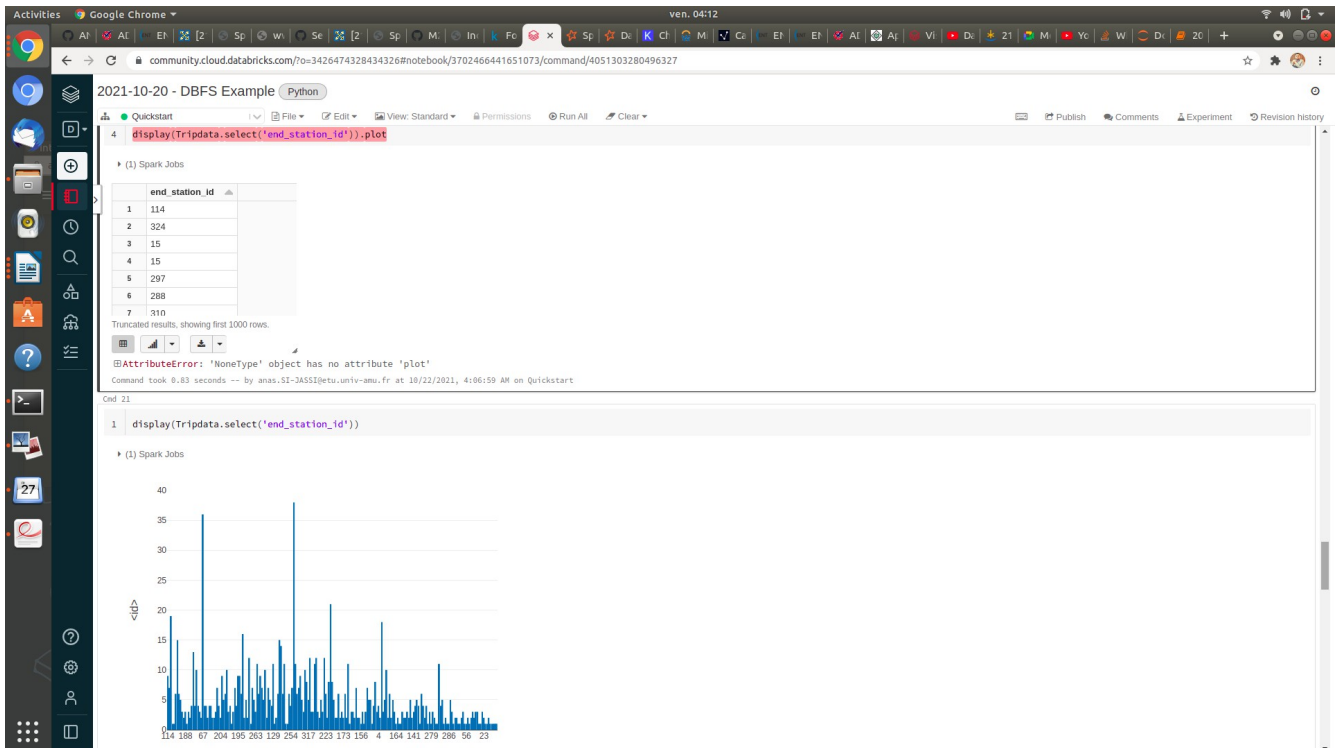 Activities
Google Chrome
ven. 04:12
community.cloud.databricks.com/?o=3426474328434326#notebook/3702466441651073/command/4051303280496327
2021-10-20 - DBFS Example
Python
Quickstart
File
Edit
View: Standard
Permissions
Run All
Clear
Publish
Comments
Experiment
Revision history
4 display(Tripdata.select('end_station_id')).plot
(1) Spark Jobs
end_station_id
1 114
2 324
3 15
4 15
5 297
6 288
7 310
Truncated results, showing first 1000 rows.
AttributeError: 'NoneType' object has no attribute 'plot'
Command took 0.83 seconds -- by anas.SI-JASSI@etu.univ-amu.fr at 10/22/2021, 4:06:59 AM on Quickstart
Cmd 21
1 display(Tripdata.select('end_station_id'))
(1) Spark Jobs
40
35
30
25
20
15
10
5
0
<id>
114 188 67 204 195 263 129 254 317 223 173 156 4 164 141 279 286 56 23